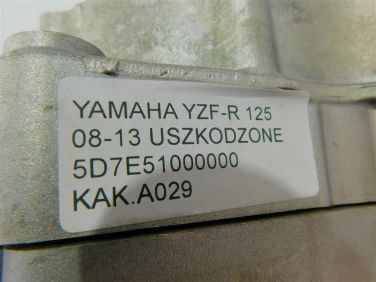 YAMAHA YZF-R 125
08-13 USZKODZONE
5D7E51000000
KAK.A029